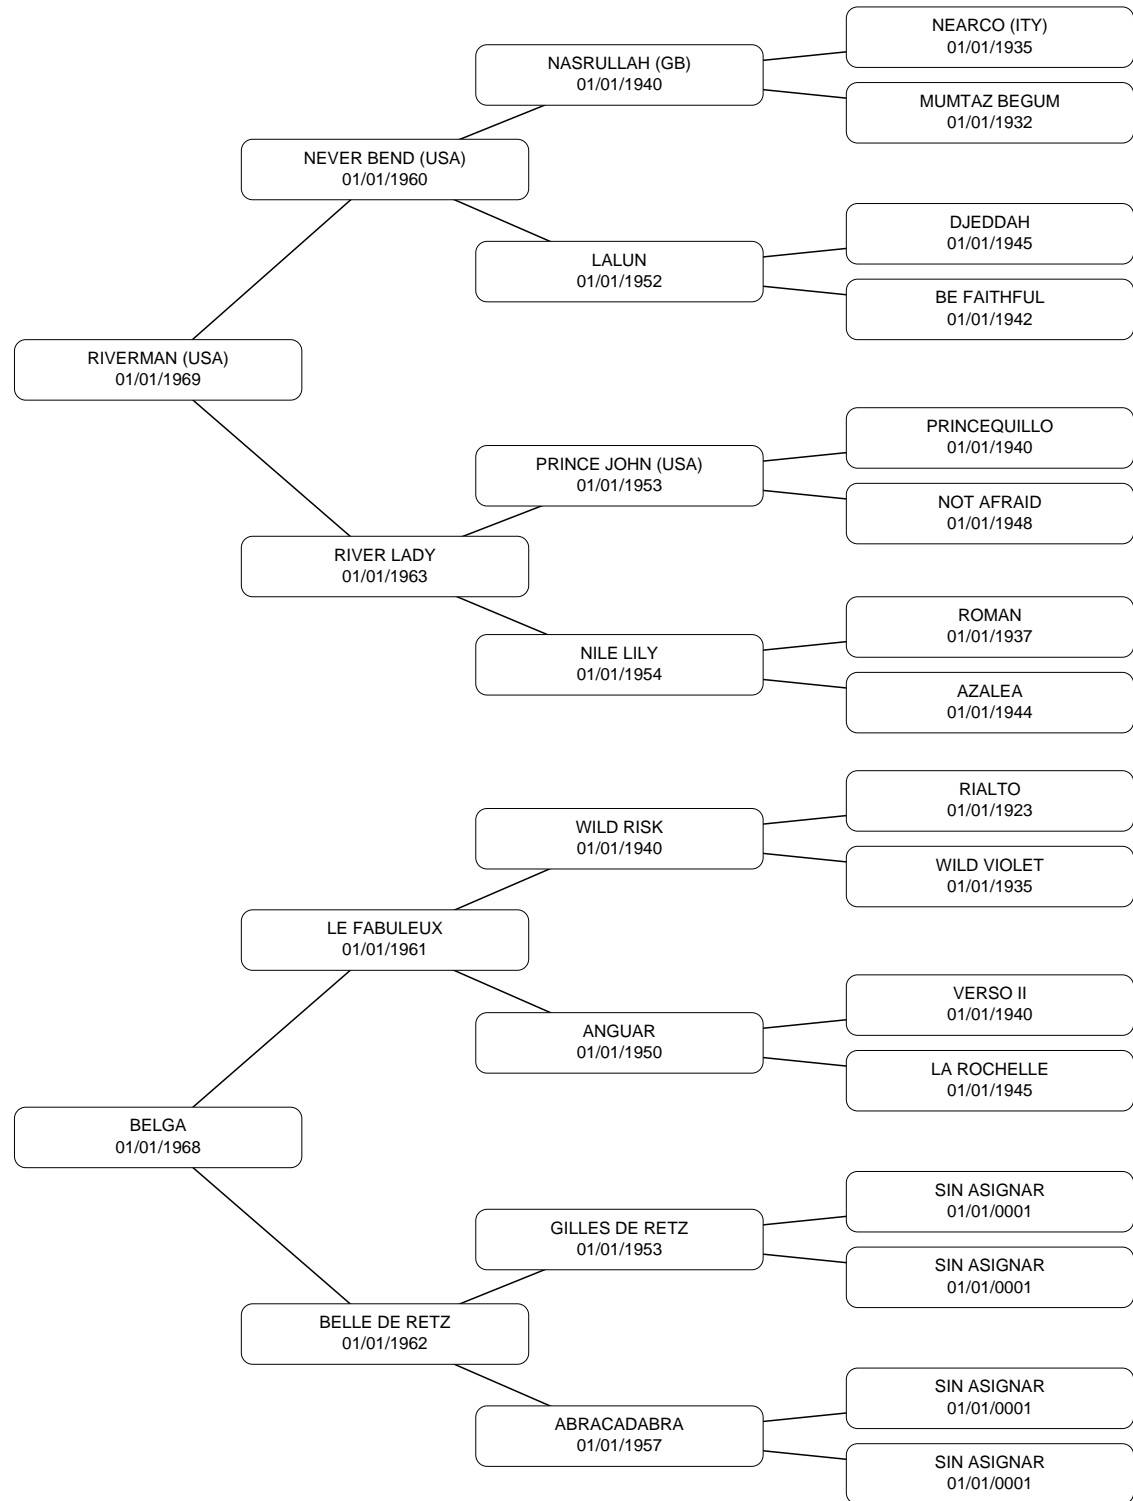 NEARCO (ITY)
01/01/1935
NASRULLAH (GB)
01/01/1940
MUMTAZ BEGUM
01/01/1932
NEVER BEND (USA)
01/01/1960
DJEDDAH
01/01/1945
LALUN
01/01/1952
BE FAITHFUL
01/01/1942
RIVERMAN (USA)
01/01/1969
PRINCEQUILLO
01/01/1940
PRINCE JOHN (USA)
01/01/1953
NOT AFRAID
01/01/1948
RIVER LADY
01/01/1963
ROMAN
01/01/1937
NILE LILY
01/01/1954
AZALEA
01/01/1944
RIALTO
01/01/1923
WILD RISK
01/01/1940
WILD VIOLET
01/01/1935
LE FABULEUX
01/01/1961
VERSO II
01/01/1940
ANGUAR
01/01/1950
LA ROCHELLE
01/01/1945
BELGA
01/01/1968
SIN ASIGNAR
01/01/0001
GILLES DE RETZ
01/01/1953
SIN ASIGNAR
01/01/0001
BELLE DE RETZ
01/01/1962
SIN ASIGNAR
01/01/0001
ABRACADABRA
01/01/1957
SIN ASIGNAR
01/01/0001